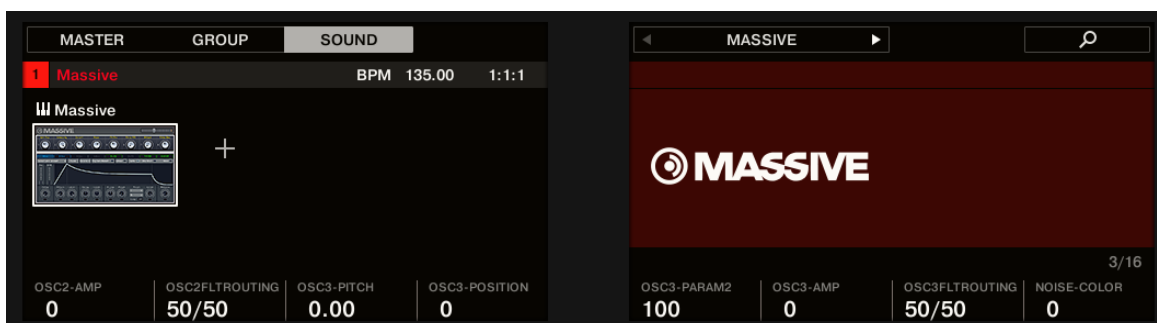 MASTER GROUP SOUND
1 Massive BPM 135.00 1:1:1
Massive
MASSIVE
OSC2-AMP OSC2FLTROUTING OSC3-PITCH OSC3-POSITION
0 50/50 0.00 0
MASSIVE
MASSIVE
3/16
OSC3-PARAM2 OSC3-AMP OSC3FLTROUTING NOISE-COLOR
100 0 50/50 0